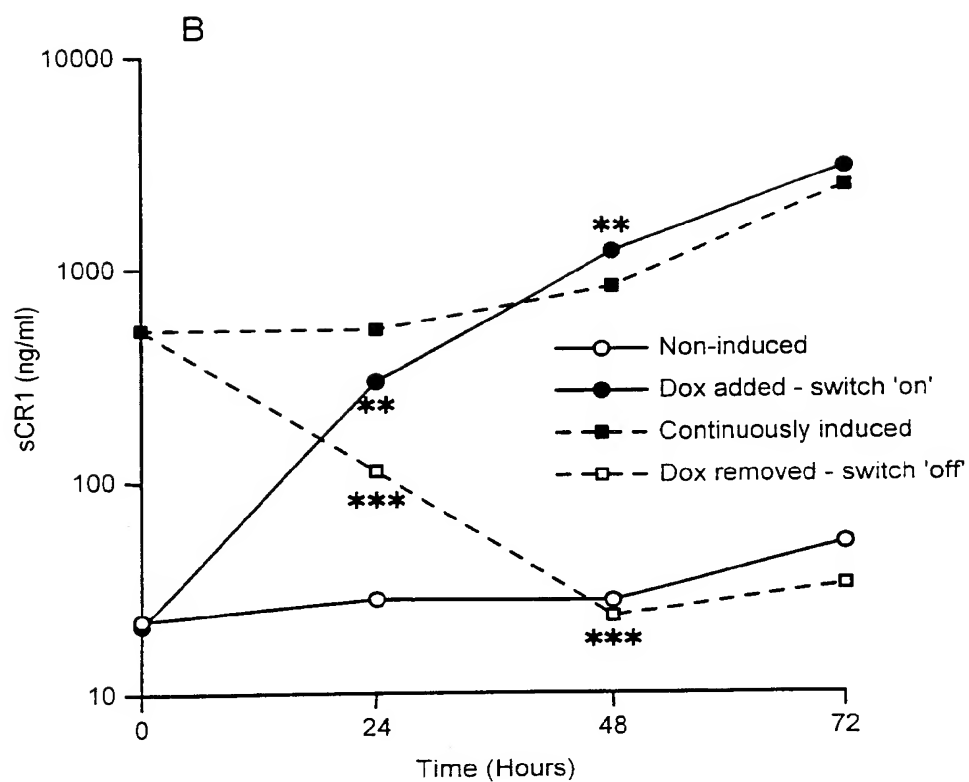 B
10000
1000
100
10
sCR1 (ng/ml)
**
**
***
***
Non-induced
Dox added - switch 'on'
Continuously induced
Dox removed - switch 'off'
0
24
48
72
Time (Hours)